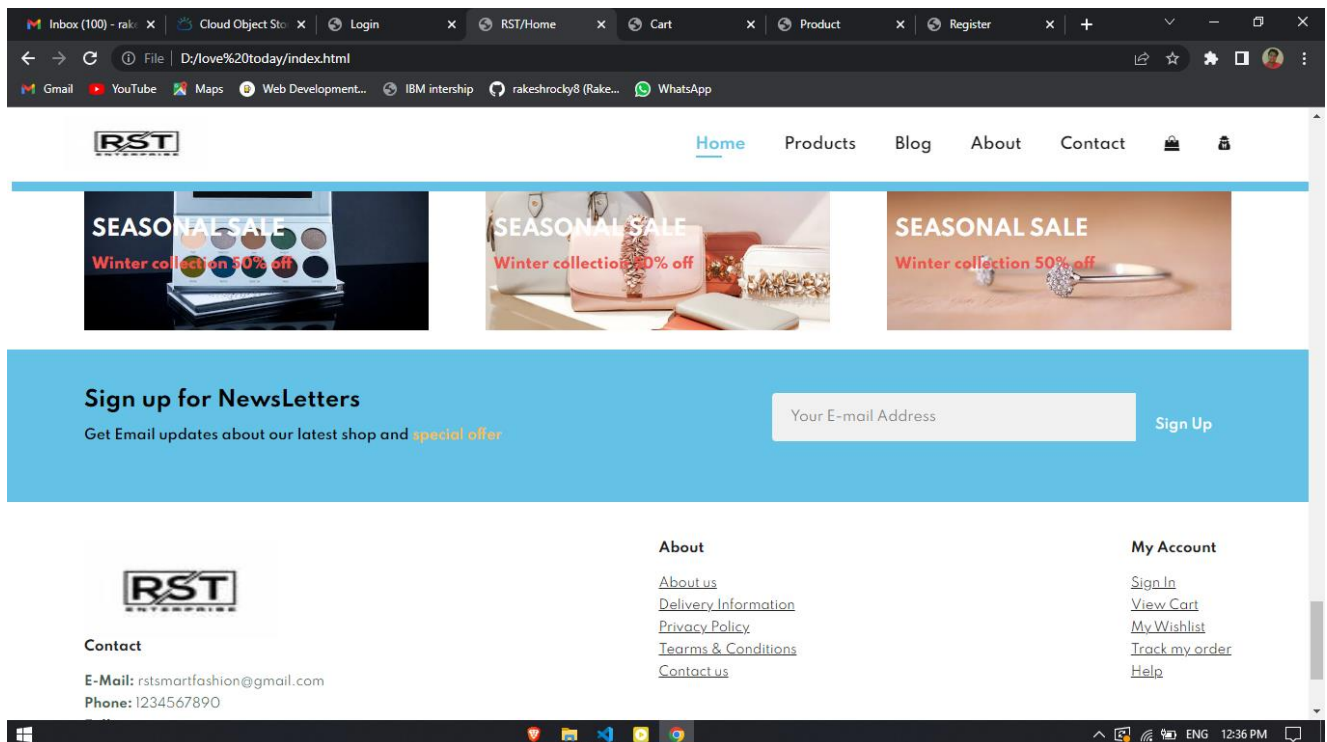 Inbox (100) - rake
Cloud Object Sto
Login
RST/Home
Cart
Product
Register
File D:/love%20today/index.html
Gmail YouTube Maps Web Development... IBM intership rakeshrocky8 (Rake... WhatsApp
RST
ENTERPRISE
Home Products Blog About Contact
SEASONAL SALE
Winter collection 50% off
SEASONAL SALE
Winter collection 50% off
SEASONAL SALE
Winter collection 50% off
Sign up for NewsLetters
Get Email updates about our latest shop and special offer
Your E-mail Address
Sign Up
RST
ENTERPRISE
Contact
E-Mail: rstsmartfashion@gmail.com
Phone: 1234567890
About
About us
Delivery Information
Privacy Policy
Tearms & Conditions
Contact us
My Account
Sign In
View Cart
My Wishlist
Track my order
Help
ENG 12:36 PM